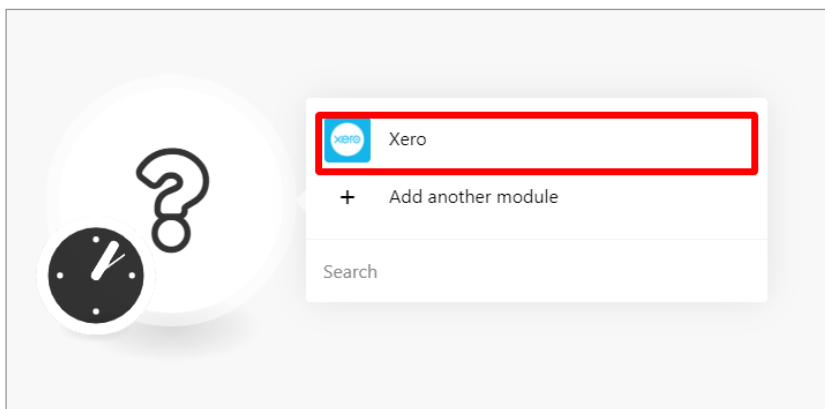 xero
Xero
+ Add another module
Search